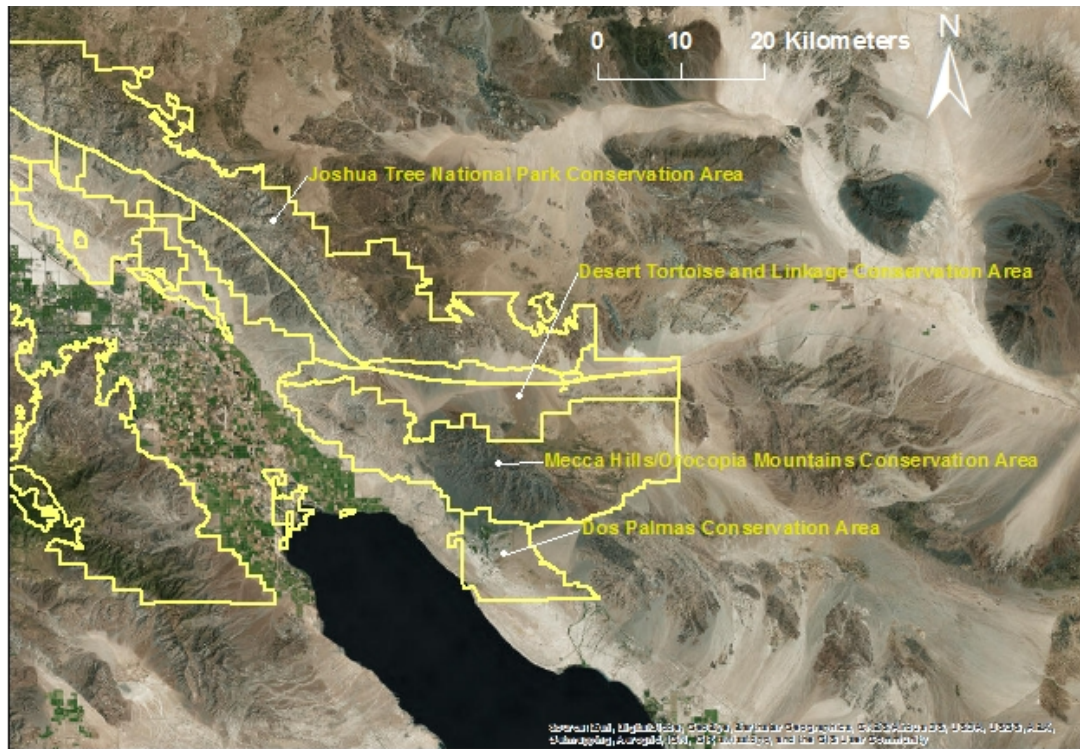 N
0 10 20 Kilometers
Joshua Tree National Park Conservation Area
Desert Tortoise and Linkage Conservation Area
Mecca Hills/Orocopia Mountains Conservation Area
Dos Palmas Conservation Area
Community